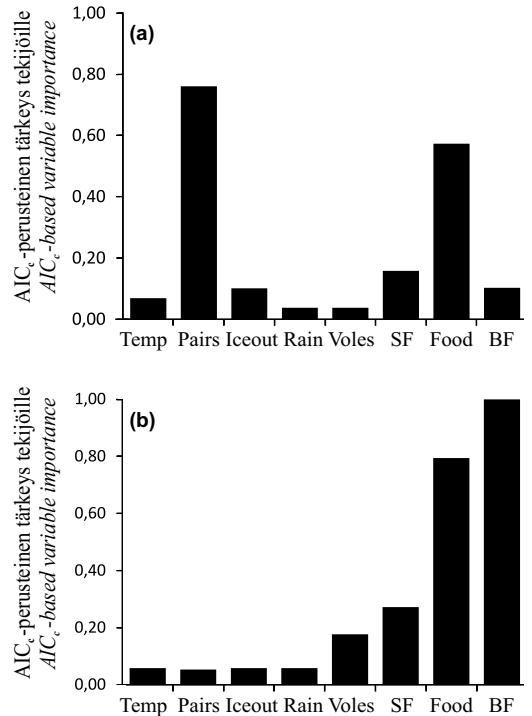 AICc-perusteinen tärkeys tekijöille
AICc-based variable importance
(a)
1,00
0,80
0,60
0,40
0,20
0,00
Temp Pairs Iceout Rain Voles SF Food BF
AICc-perusteinen tärkeys tekijöille
AICc-based variable importance
(b)
1,00
0,80
0,60
0,40
0,20
0,00
Temp Pairs Iceout Rain Voles SF Food BF